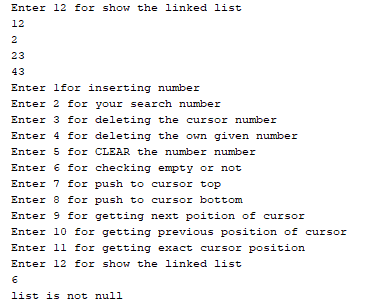 Enter 12 for show the linked list
12
2
23
43
Enter 1for inserting number
Enter 2 for your search number
Enter 3 for deleting the cursor number
Enter 4 for deleting the own given number
Enter 5 for CLEAR the number number
Enter 6 for checking empty or not
Enter 7 for push to cursor top
Enter 8 for push to cursor bottom
Enter 9 for getting next poition of cursor
Enter 10 for getting previous position of cursor
Enter 11 for getting exact cursor position
Enter 12 for show the linked list
6
list is not null